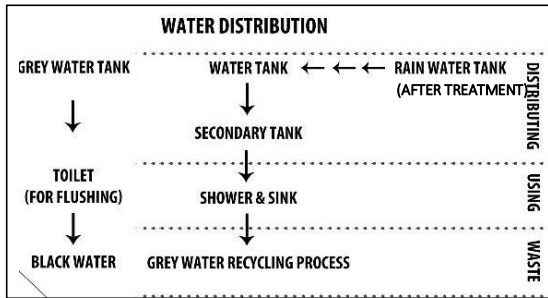 WATER DISTRIBUTION
GREY WATER TANK
WATER TANK
RAIN WATER TANK
(AFTER TREATMENT)
SECONDARY TANK
DISTRIBUTING
TOILET
(FOR FLUSHING)
SHOWER & SINK
USING
BLACK WATER
GREY WATER RECYCLING PROCESS
WASTE